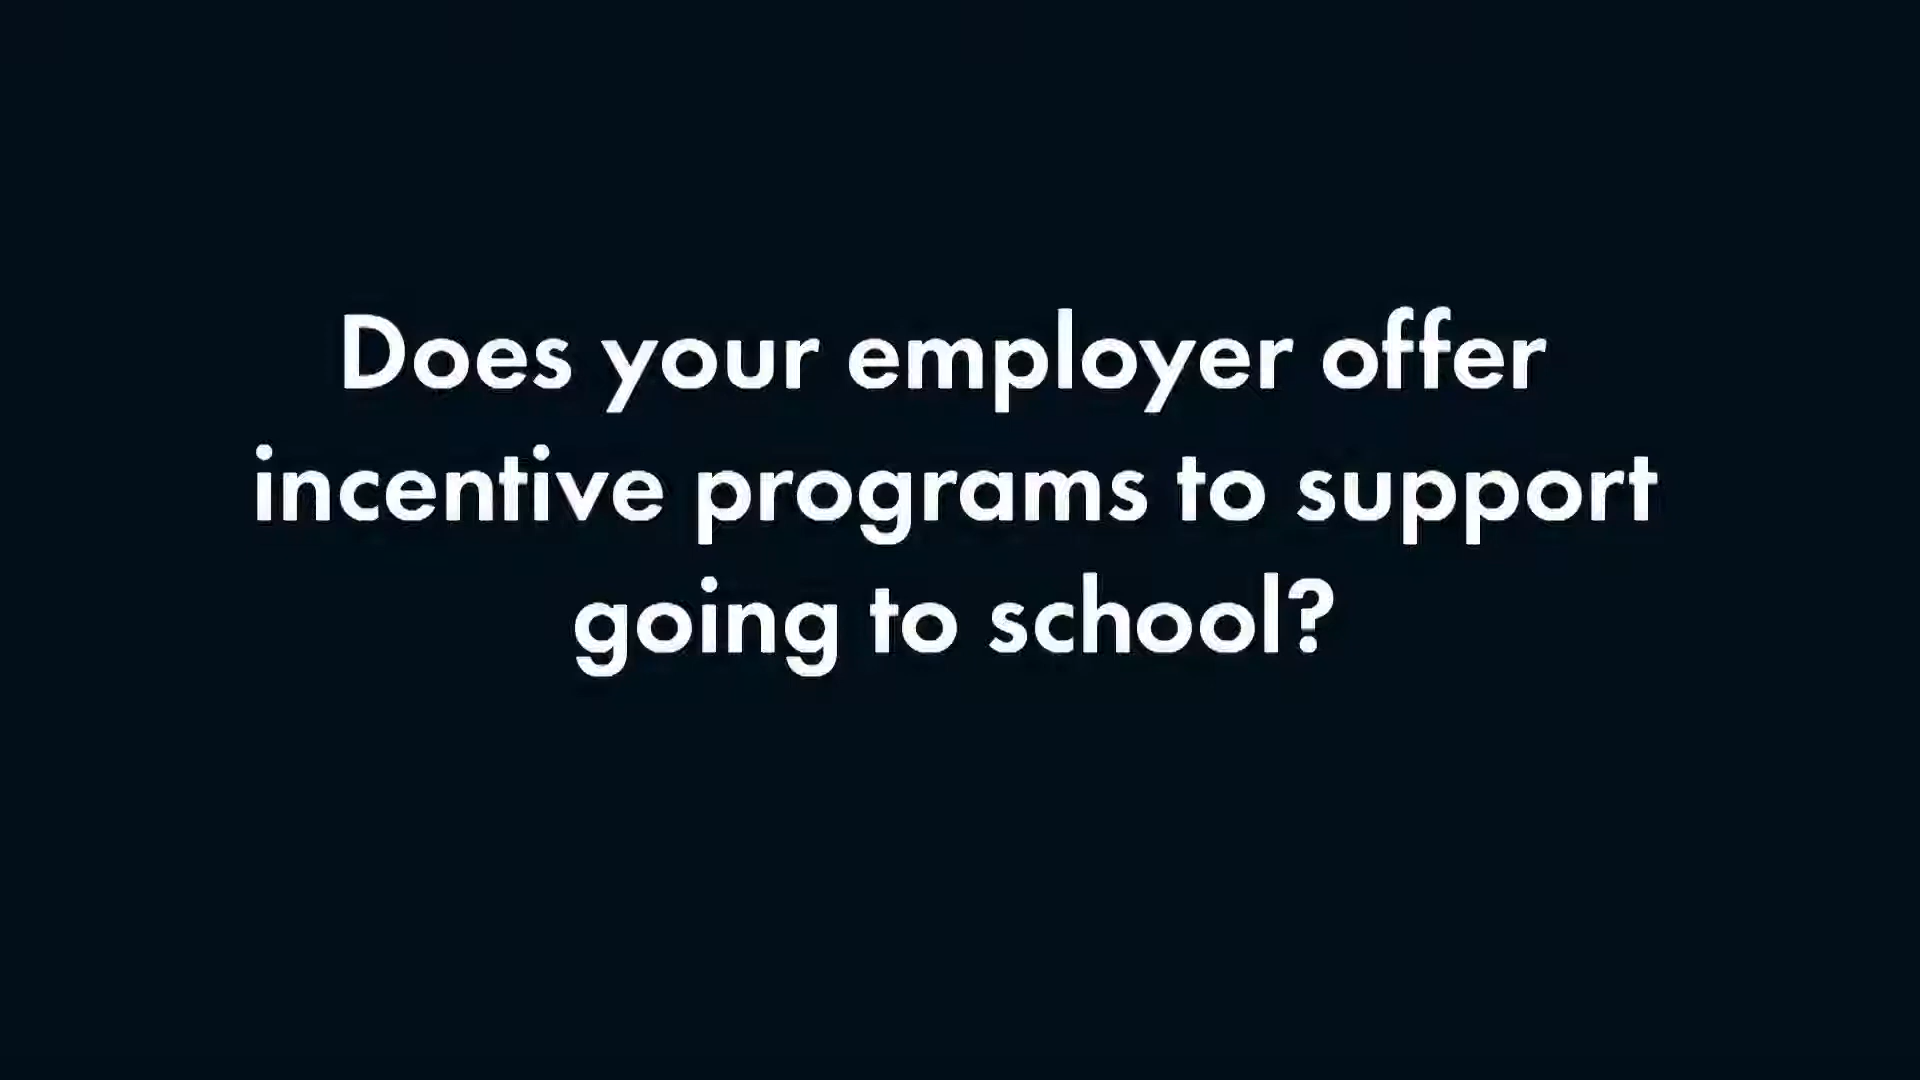 Does your employer offer
incentive programs to support
going to school?